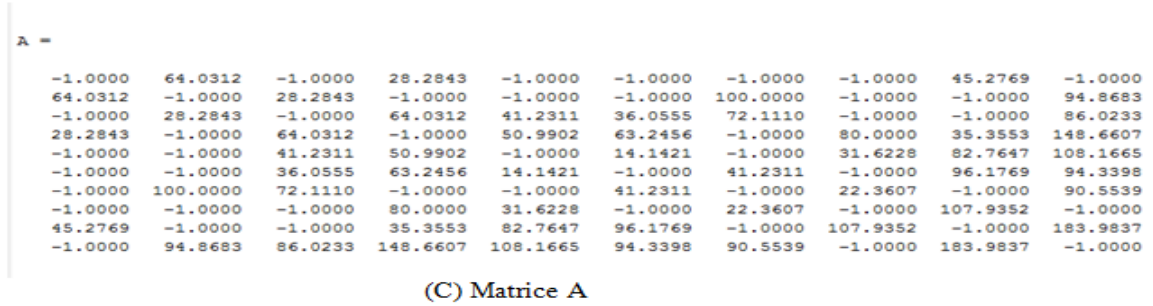 A =
-1.0000 64.0312 -1.0000 28.2843 -1.0000 -1.0000 -1.0000 -1.0000 45.2769 -1.0000
64.0312 -1.0000 28.2843 -1.0000 -1.0000 -1.0000 100.0000 -1.0000 -1.0000 94.8683
-1.0000 28.2843 -1.0000 64.0312 41.2311 36.0555 72.1110 -1.0000 -1.0000 86.0233
28.2843 -1.0000 64.0312 -1.0000 50.9902 63.2456 -1.0000 80.0000 35.3553 148.6607
-1.0000 -1.0000 41.2311 50.9902 -1.0000 14.1421 -1.0000 31.6228 82.7647 108.1665
-1.0000 -1.0000 36.0555 63.2456 14.1421 -1.0000 41.2311 -1.0000 96.1769 94.3398
-1.0000 100.0000 72.1110 -1.0000 -1.0000 41.2311 -1.0000 22.3607 -1.0000 90.5539
-1.0000 -1.0000 -1.0000 80.0000 31.6228 -1.0000 22.3607 -1.0000 107.9352 -1.0000
45.2769 -1.0000 -1.0000 35.3553 82.7647 96.1769 -1.0000 107.9352 -1.0000 183.9837
-1.0000 94.8683 86.0233 148.6607 108.1665 94.3398 90.5539 -1.0000 183.9837 -1.0000
(C) Matrice A